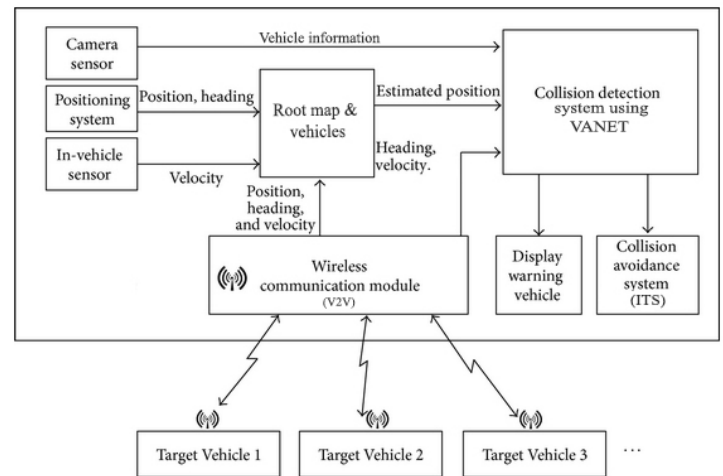 Camera
sensor
Vehicle information
Positioning
system
Position, heading
Root map &
vehicles
Estimated position
Collision detection
system using
VANET
In-vehicle
sensor
Velocity
Heading,
velocity.
Position,
heading,
and velocity
Wireless
communication module
(V2V)
Display
warning
vehicle
Collision
avoidance
system
(ITS)
Target Vehicle 1
Target Vehicle 2
Target Vehicle 3
...